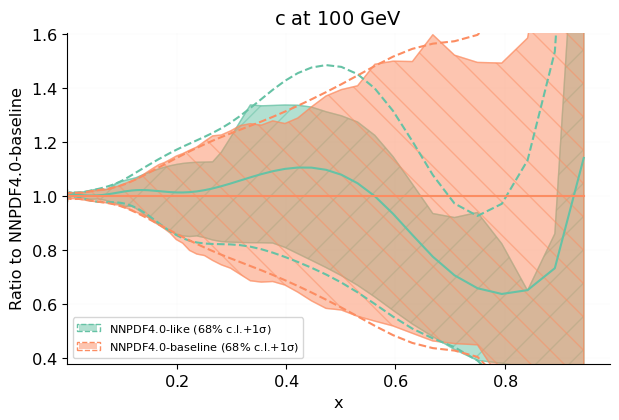 c at 100 GeV
Ratio to NNPDF4.0-baseline
1.6
1.4
1.2
1.0
0.8
0.6
0.4
NNPDF4.0-like (68% c.l.+1σ)
NNPDF4.0-baseline (68% c.l.+1σ)
0.2 0.4 0.6 0.8
x